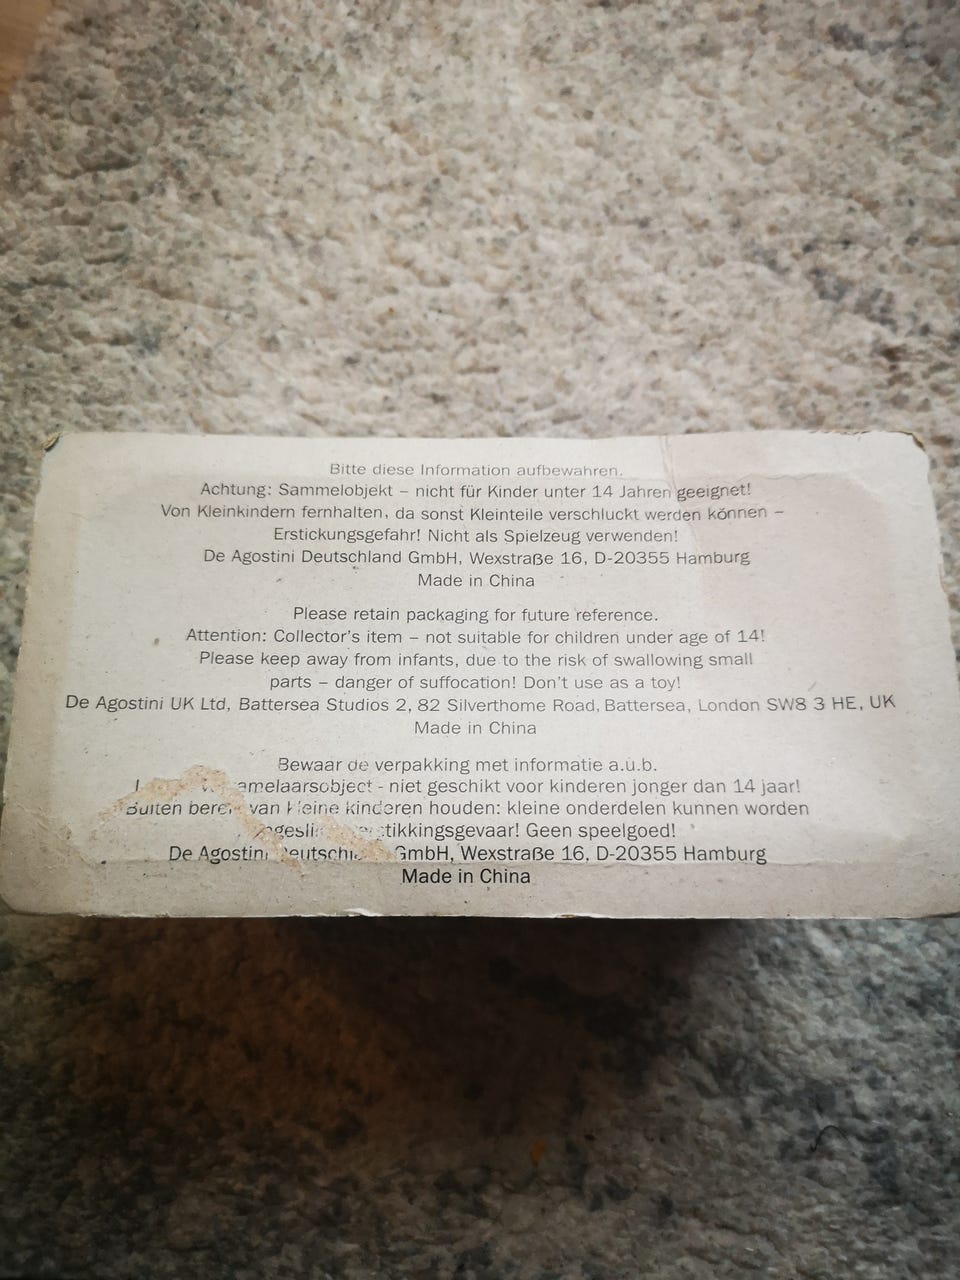 Bitte diese Information aufbewahren.
Achtung: Sammelobjekt – nicht für Kinder unter 14 Jahren geeignet!
Von Kleinkindern fernhalten, da sonst Kleinteile verschluckt werden können –
Erstickungsgefahr! Nicht als Spielzeug verwenden!
De Agostini Deutschland GmbH, Wexstraße 16, D-20355 Hamburg
Made in China
Please retain packaging for future reference.
Attention: Collector's item – not suitable for children under age of 14!
Please keep away from infants, due to the risk of swallowing small
parts – danger of suffocation! Don't use as a toy!
De Agostini UK Ltd, Battersea Studios 2, 82 Silverthorne Road, Battersea, London SW8 3 HE, UK
Made in China
Bewaar de verpakking met informatie a.u.b.
- niet geschikt voor kinderen jonger dan 14 jaar!
Buiten van kleine kinderen houden: kleine onderdelen kunnen worden
Geen speelgoed!
De GmbH, Wexstraße 16, D-20355 Hamburg
Made in China